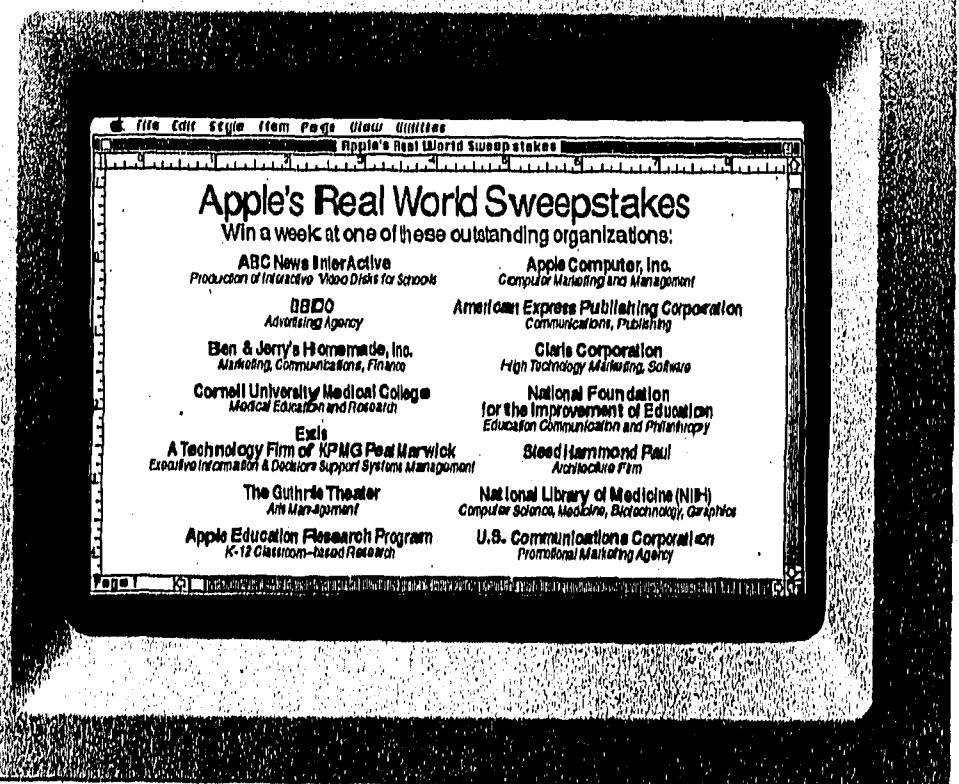 File Edit Style Item Page View Utilities
Apple's Real World Sweepstakes
Apple's Real World Sweepstakes
Win a week at one of these outstanding organizations:
ABC News InterActive
Production of Interactive Video Disks for Schools
BBDO
Advertising Agency
Ben & Jerry's Homemade, Inc.
Marketing, Communications, Finance
Cornell University Medical College
Medical Education and Research
Exis
A Technology Firm of KPMG Peat Marwick
Executive Information & Decisions Support Systems Management
The Guthrie Theater
Arts Management
Apple Education Research Program
K-12 Classroom-based Research
Apple Computer, Inc.
Computer Marketing and Management
American Express Publishing Corporation
Communications, Publishing
Claris Corporation
High Technology Marketing, Software
National Foundation
for the Improvement of Education
Education Communication and Philanthropy
Steed Hammond Paul
Architecture Firm
National Library of Medicine (NIH)
Computer Science, Medicine, Biotechnology, Graphics
U.S. Communications Corporation
Promotional Marketing Agency
Page 1